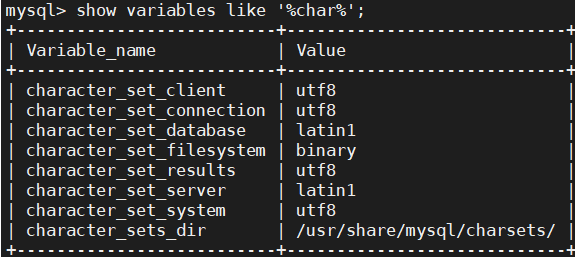 mysql> show variables like '%char%';
+--------------------------+----------------------------+
| Variable_name            | Value                      |
+--------------------------+----------------------------+
| character_set_client     | utf8                       |
| character_set_connection | utf8                       |
| character_set_database   | latin1                     |
| character_set_filesystem | binary                     |
| character_set_results    | utf8                       |
| character_set_server     | latin1                     |
| character_set_system     | utf8                       |
| character_sets_dir       | /usr/share/mysql/charsets/ |
+--------------------------+----------------------------+